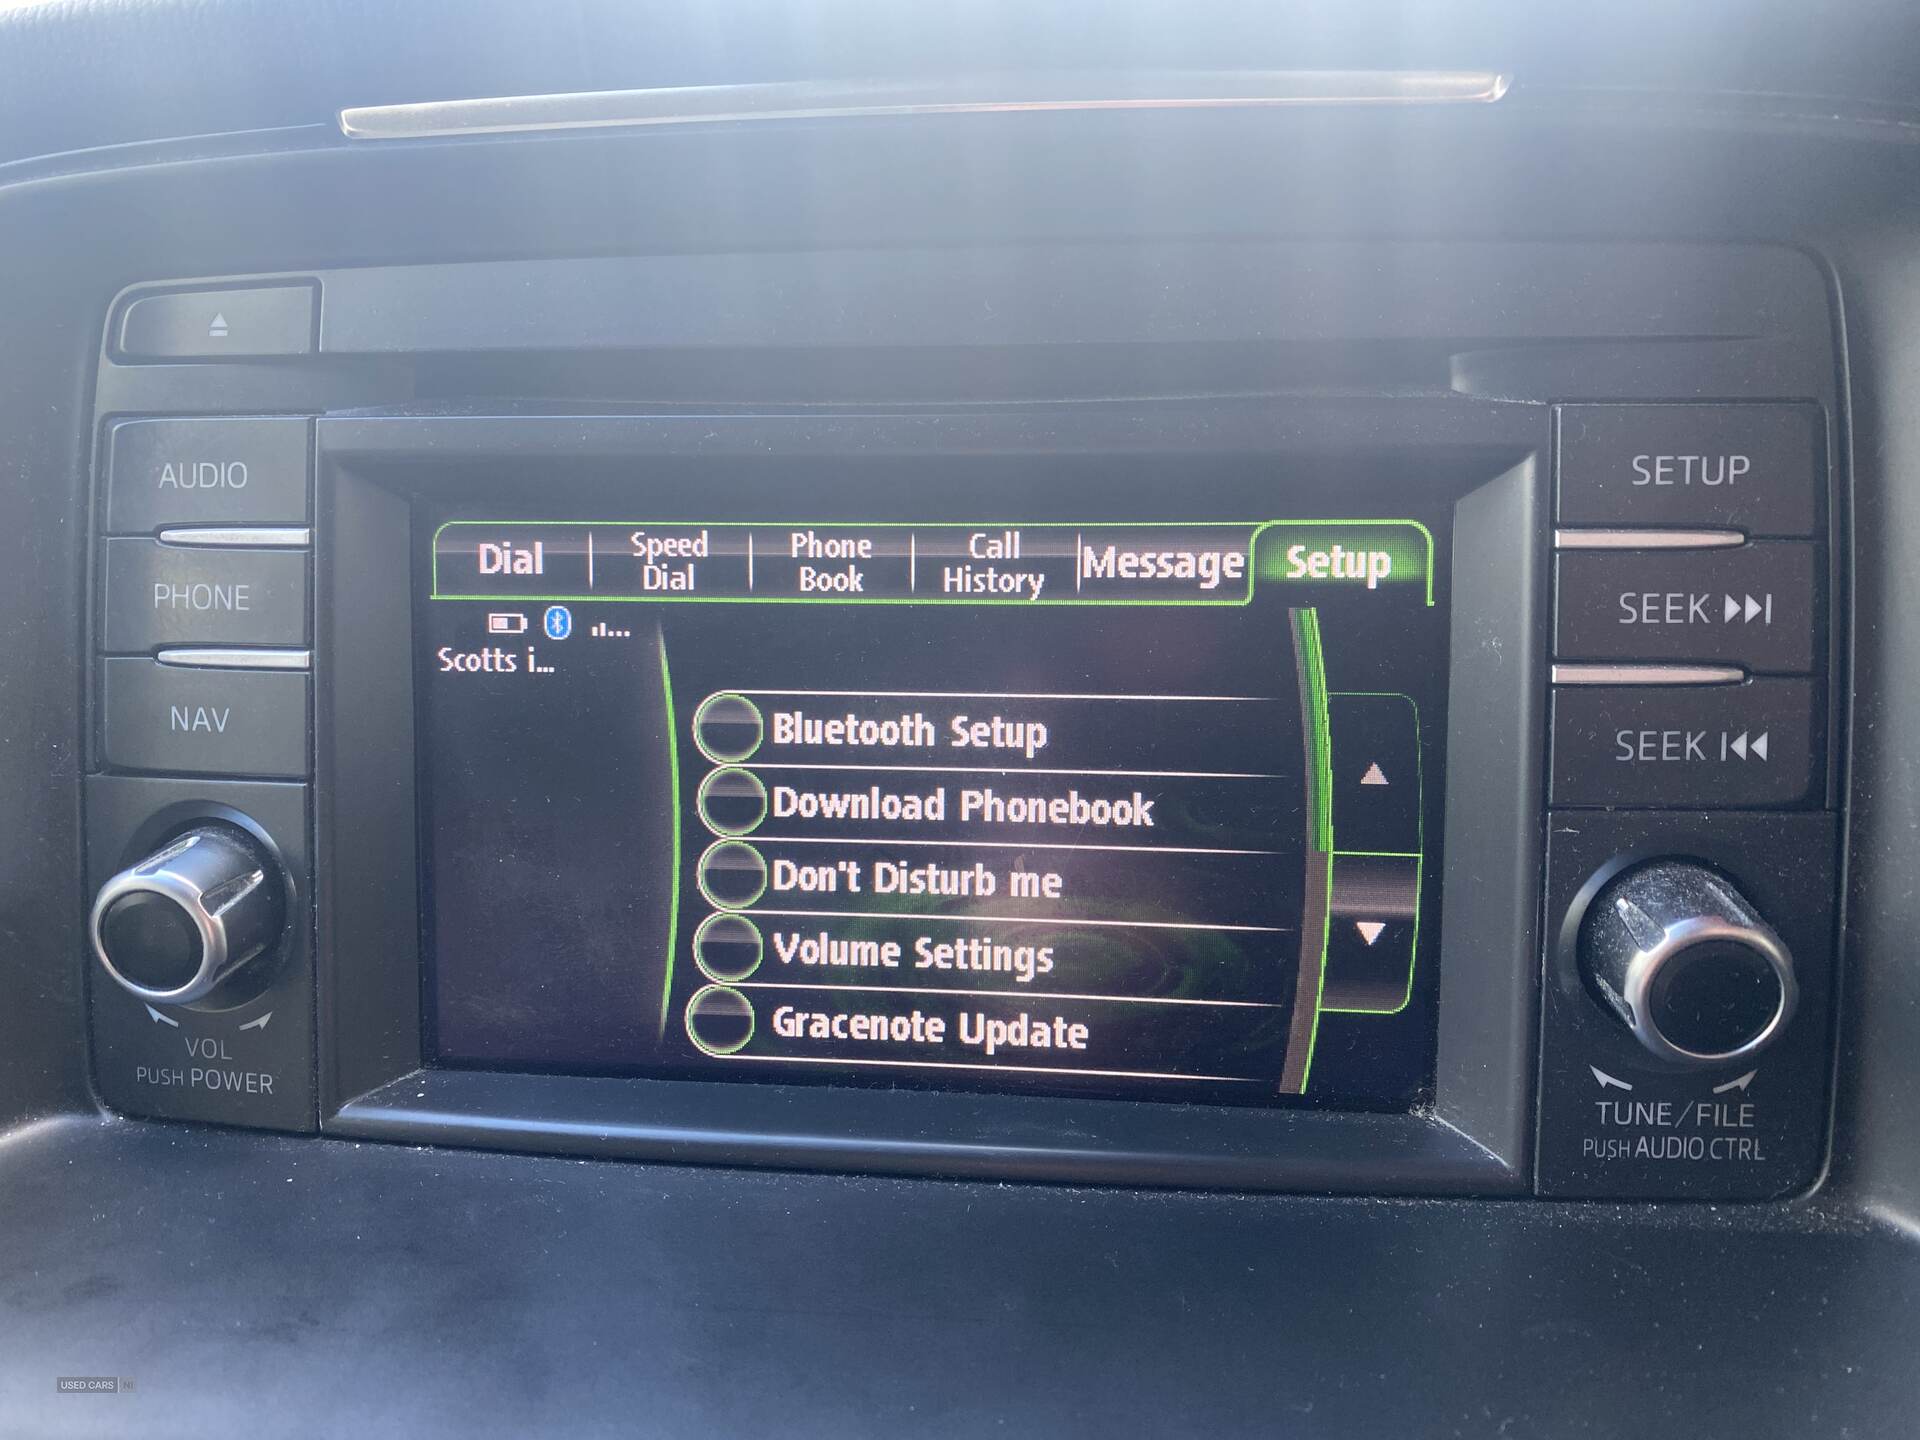 AUDIO
PHONE
NAV
VOL
PUSH POWER
Dial
Speed
Dial
Phone
Book
Call
History
Message
Setup
Scotts i...
Bluetooth Setup
Download Phonebook
Don't Disturb me
Volume Settings
Gracenote Update
SETUP
SEEK
SEEK
TUNE/FILE
PUSH AUDIO CTRL
USED CARS NI